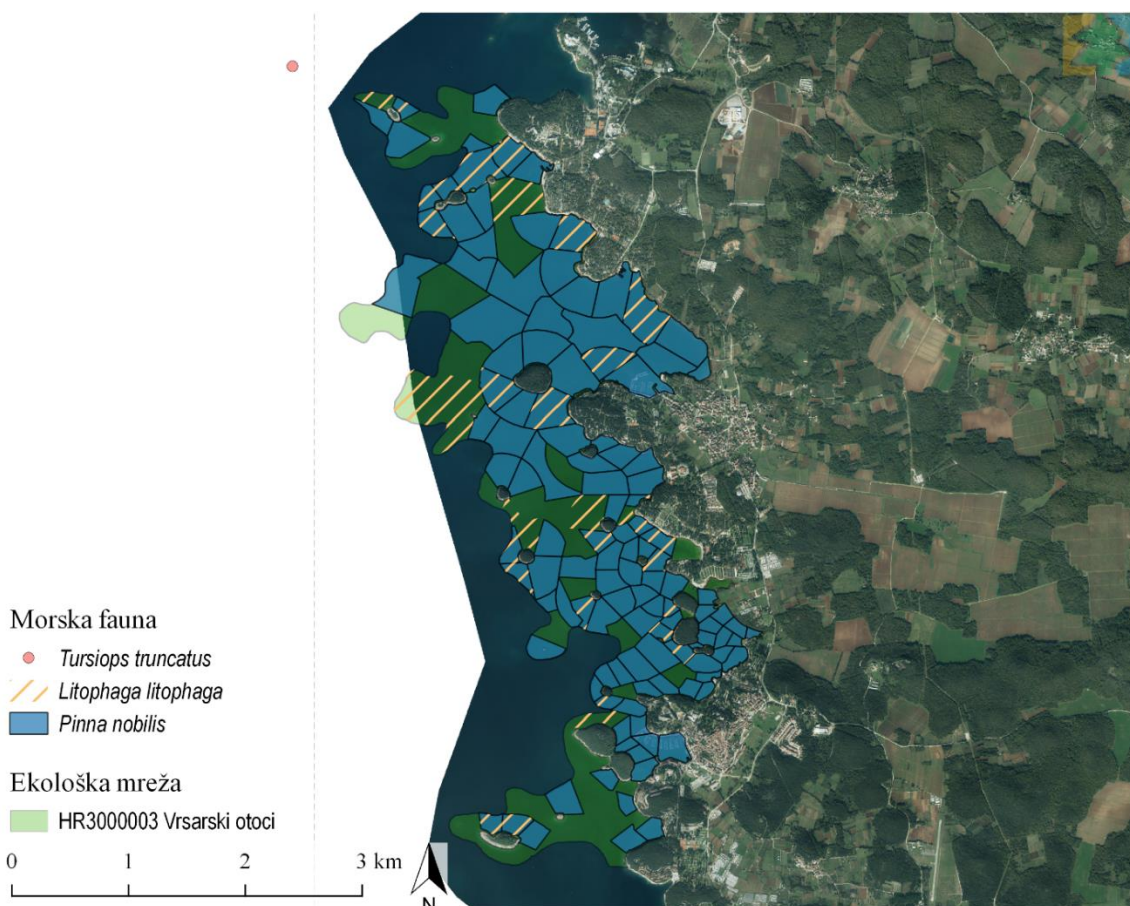 Morska fauna
Tursiops truncatus
Litophaga litophaga
Pinna nobilis
Ekološka mreža
HR3000003 Vrsarski otoci
0 1 2 3 km
N